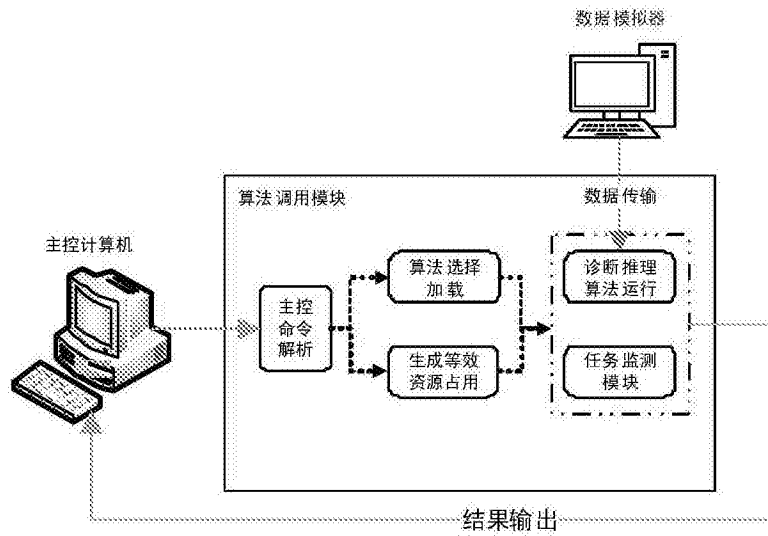 数据模拟器
算法调用模块
数据传输
主控计算机
算法选择
加载
诊断推理
算法运行
主控
命令
解析
生成等效
资源占用
任务监测
模块
结果输出